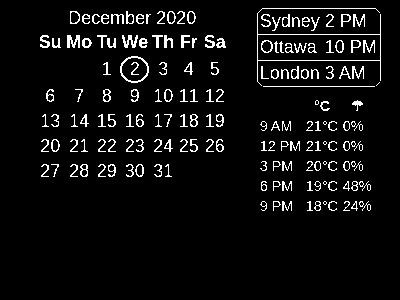 December 2020
Su Mo Tu We Th Fr Sa
1 2 3 4 5
6 7 8 9 10 11 12
13 14 15 16 17 18 19
20 21 22 23 24 25 26
27 28 29 30 31
Sydney 2 PM
Ottawa 10 PM
London 3 AM
°C
9 AM 21°C 0%
12 PM 21°C 0%
3 PM 20°C 0%
6 PM 19°C 48%
9 PM 18°C 24%